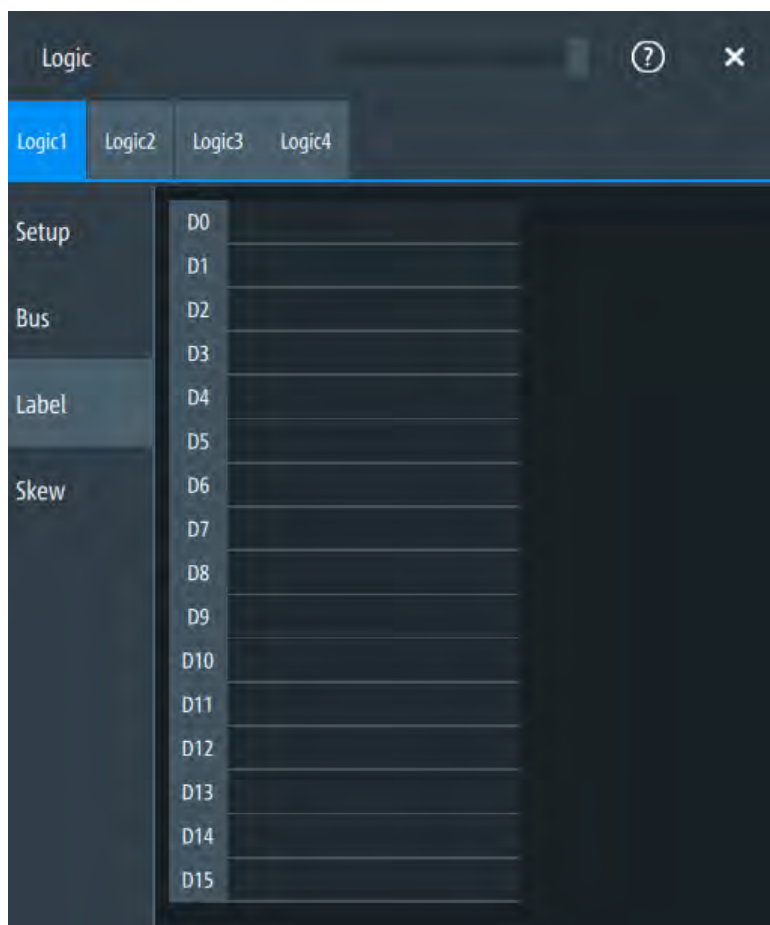 Logic
?
Logic1 Logic2 Logic3 Logic4
Setup
Bus
Label
Skew
D0
D1
D2
D3
D4
D5
D6
D7
D8
D9
D10
D11
D12
D13
D14
D15